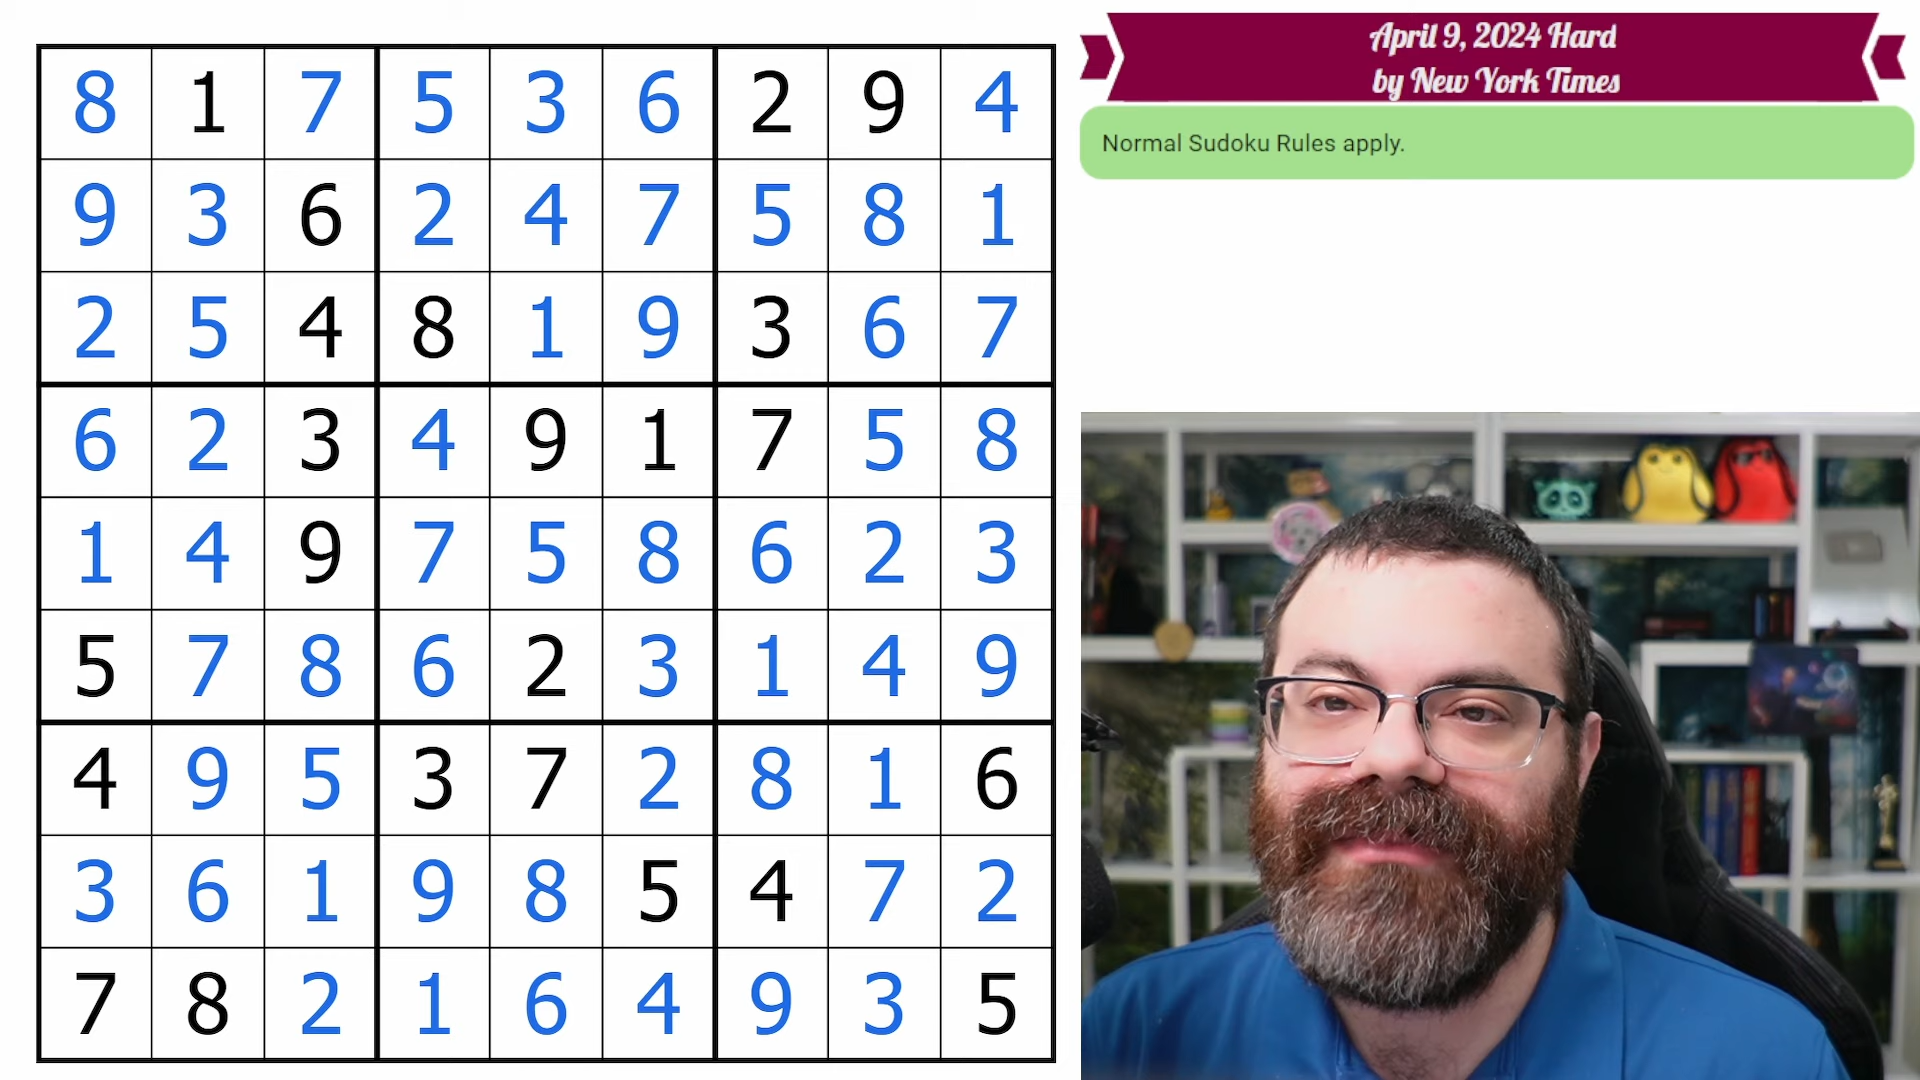 8 1 7 5 3 6 2 9 4
9 3 6 2 4 7 5 8 1
2 5 4 8 1 9 3 6 7
6 2 3 4 9 1 7 5 8
1 4 9 7 5 8 6 2 3
5 7 8 6 2 3 1 4 9
4 9 5 3 7 2 8 1 6
3 6 1 9 8 5 4 7 2
7 8 2 1 6 4 9 3 5
April 9, 2024 Hard
by New York Times
Normal Sudoku Rules apply.